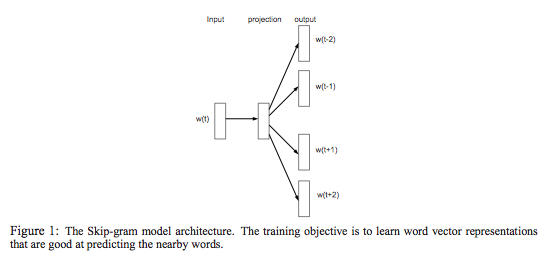 Input projection output
w(t-2)
w(t-1)
w(t)
w(t+1)
w(t+2)
Figure 1: The Skip-gram model architecture. The training objective is to learn word vector representations
that are good at predicting the nearby words.